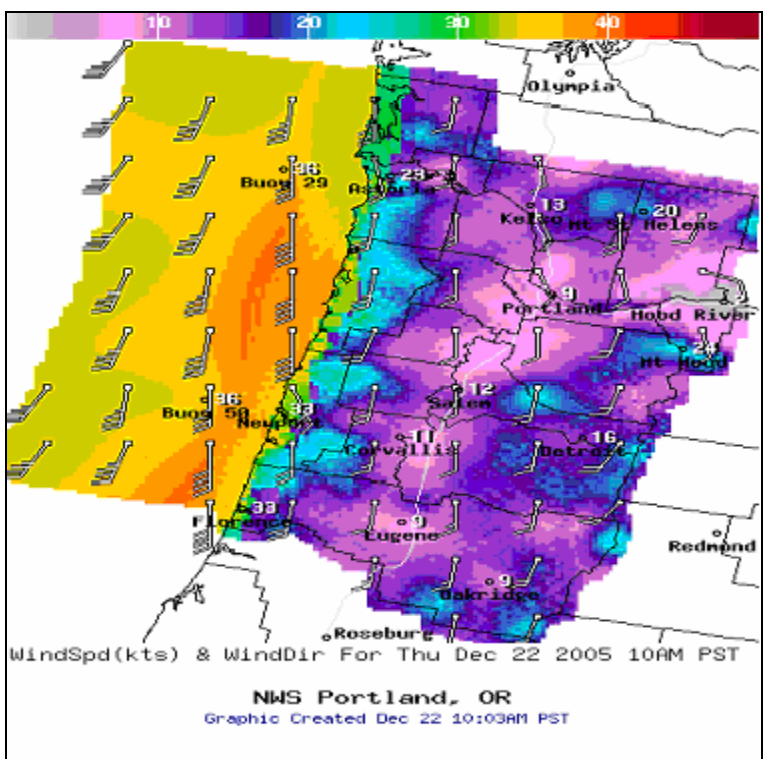 10 20 30 40
Olympia
36
Buoy 29
23
Astoria
13
Kelso
20
Mt St Helens
9
Portland
Hood River
24
Mt Hood
36
Buoy 50
33
Newport
12
Salem
11
Corvallis
16
Detroit
33
Florence
9
Eugene
Redmond
9
Oakridge
Roseburg
WindSpd(kts) & WindDir For Thu Dec 22 2005 10AM PST
NWS Portland, OR
Graphic Created Dec 22 10:03AM PST